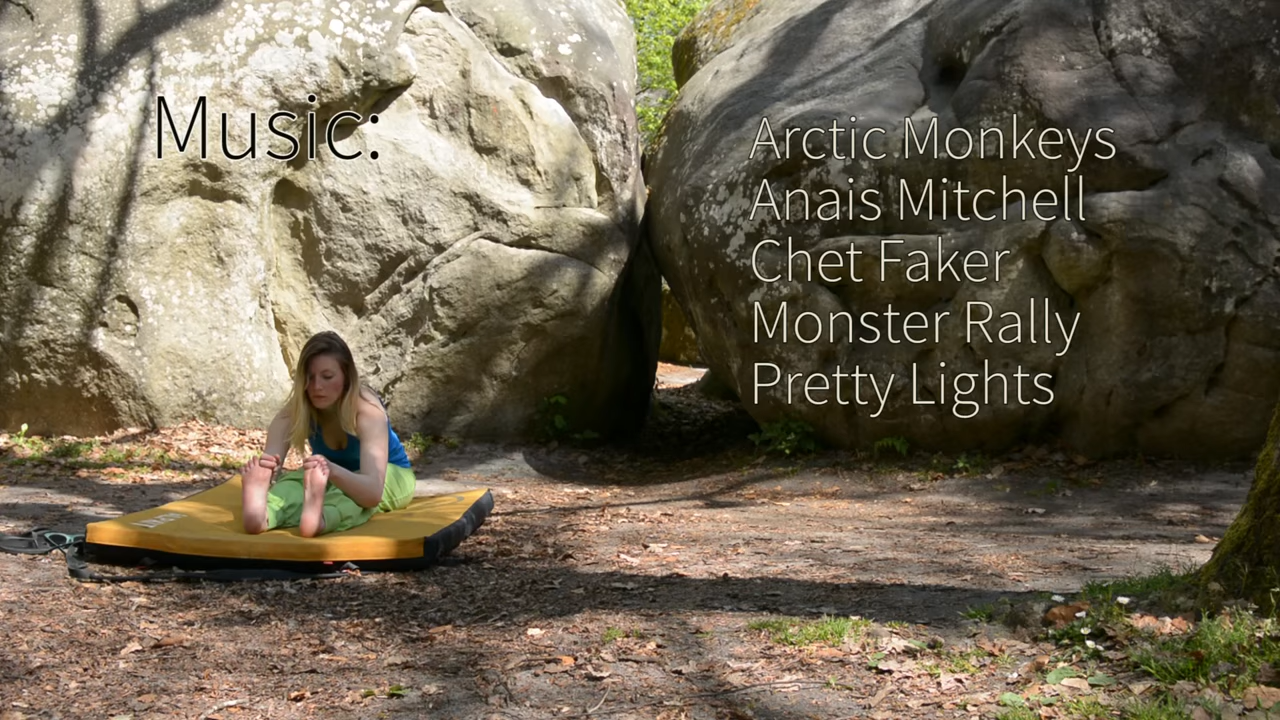 Music:
Arctic Monkeys
Anais Mitchell
Chet Faker
Monster Rally
Pretty Lights